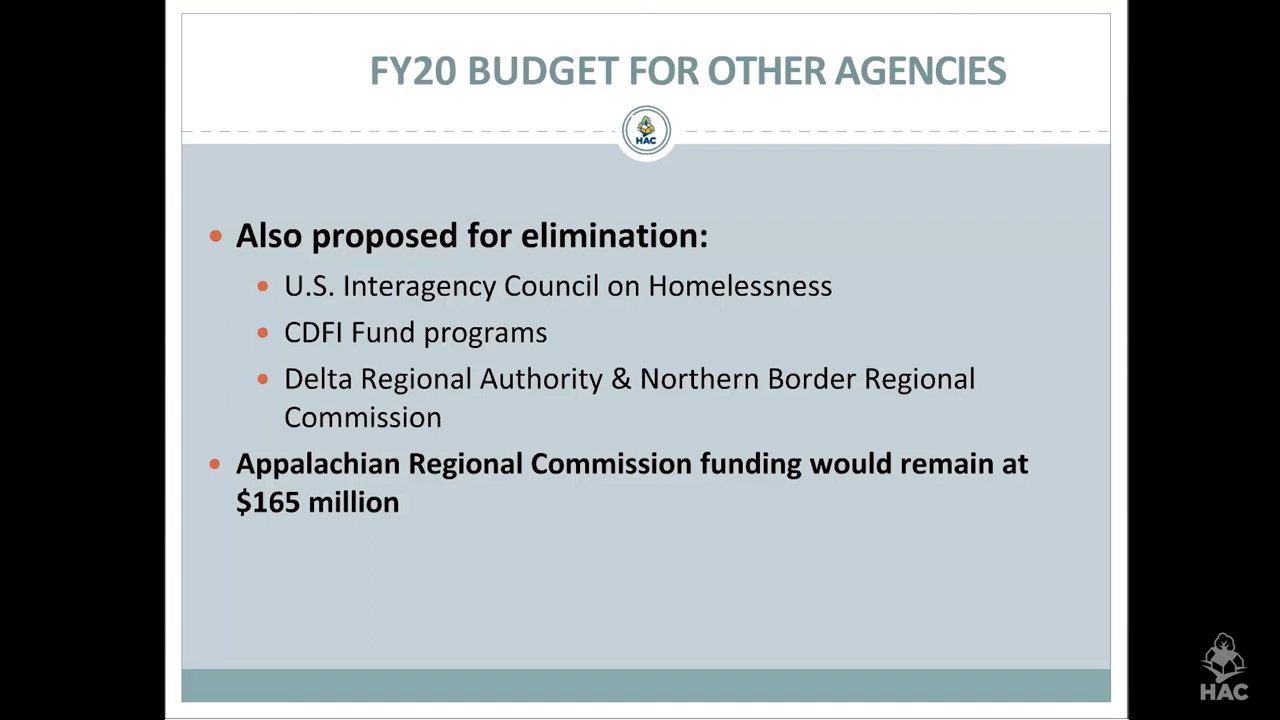 FY20 BUDGET FOR OTHER AGENCIES
HAC
• Also proposed for elimination:
• U.S. Interagency Council on Homelessness
• CDFI Fund programs
• Delta Regional Authority & Northern Border Regional
Commission
• Appalachian Regional Commission funding would remain at
$165 million
HAC